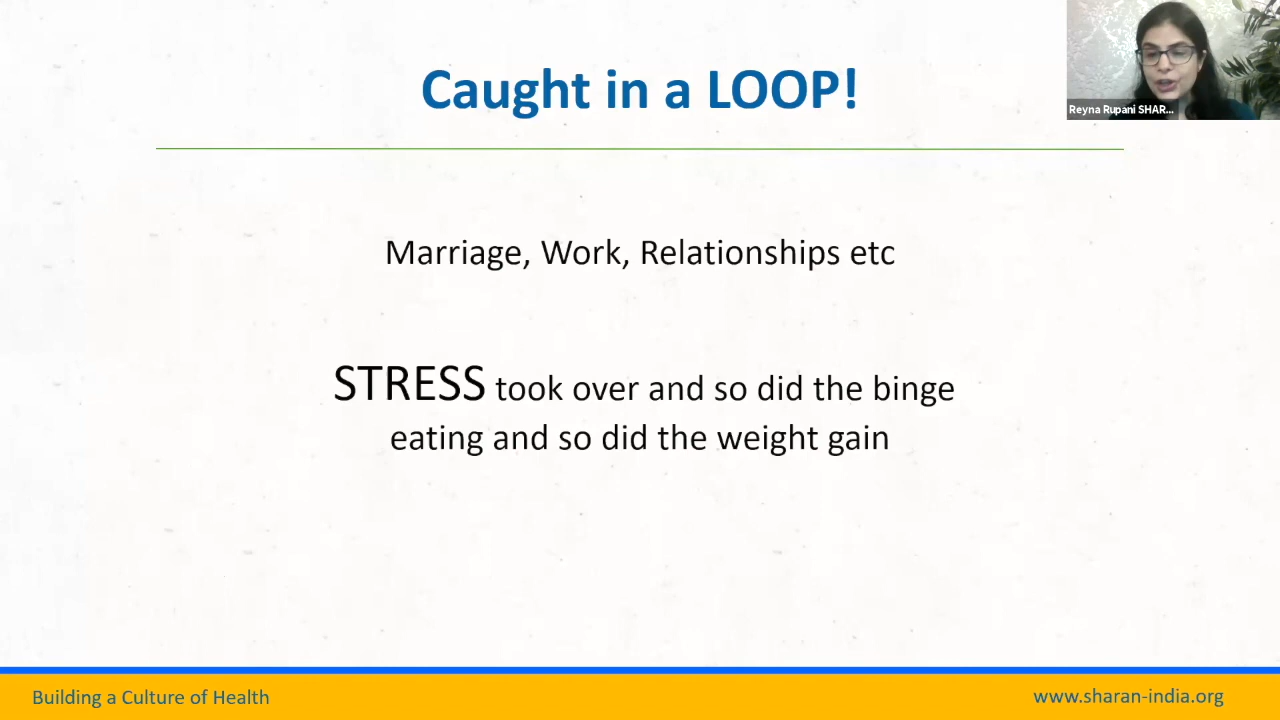 Caught in a LOOP!
Reyna Rupani SHAR...
Marriage, Work, Relationships etc
STRESS took over and so did the binge
eating and so did the weight gain
Building a Culture of Health
www.sharan-india.org